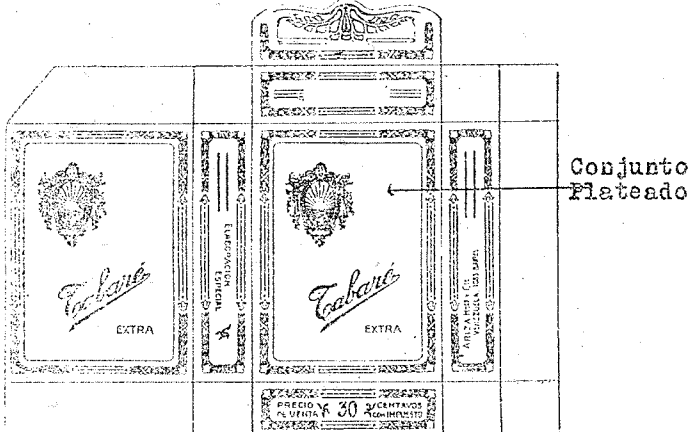 Conjunto
Plateado
Tabaré
EXTRA
ELABORACION
ESPECIAL
Tabaré
EXTRA
PRECIO
DE VENTA
30
CENTAVOS
CON IMPUESTO